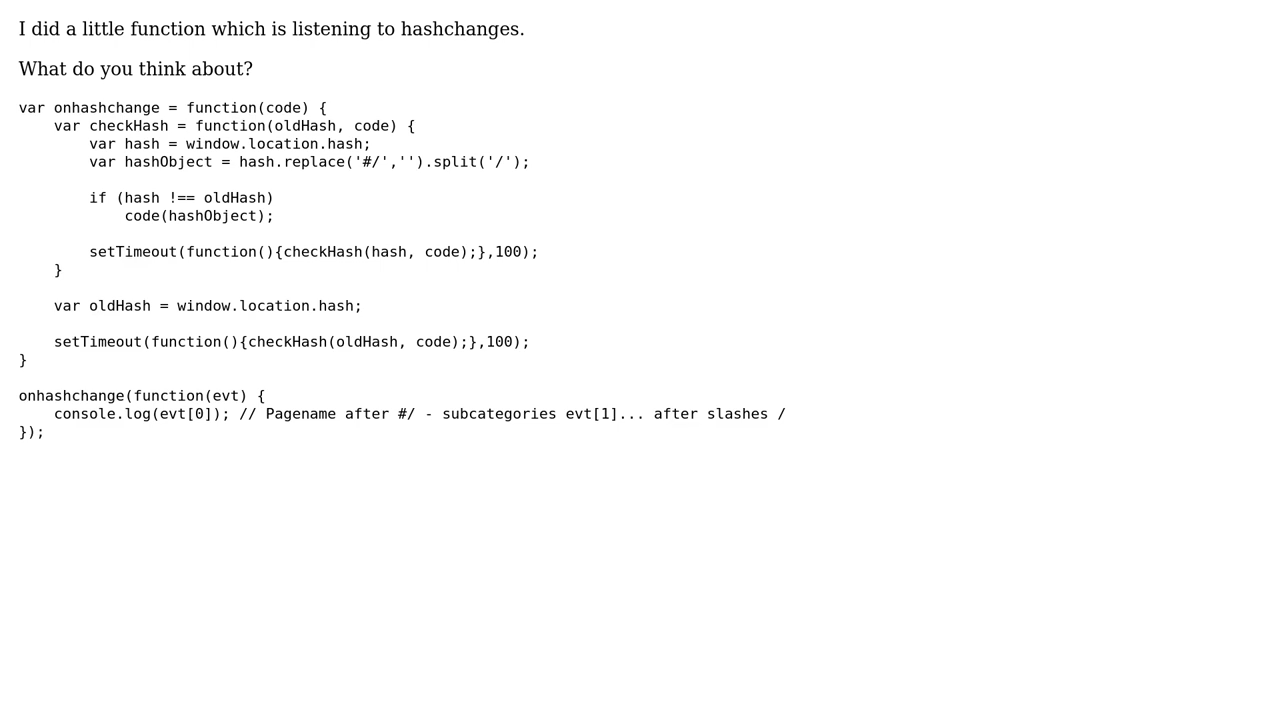 I did a little function which is listening to hashchanges.
What do you think about?
var onhashchange = function(code) {
    var checkHash = function(oldHash, code) {
        var hash = window.location.hash;
        var hashObject = hash.replace('#/','').split('/');
        if (hash !== oldHash)
            code(hashObject);
        setTimeout(function(){checkHash(hash, code);},100);
    }
    var oldHash = window.location.hash;
    setTimeout(function(){checkHash(oldHash, code);},100);
}
onhashchange(function(evt) {
    console.log(evt[0]); // Pagename after #/ - subcategories evt[1]... after slashes /
});